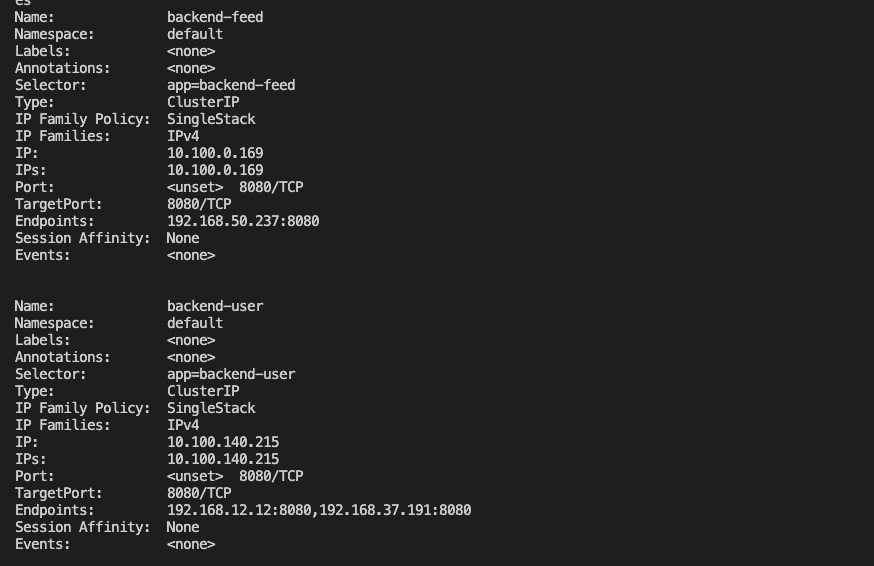 es
Name:              backend-feed
Namespace:         default
Labels:            <none>
Annotations:       <none>
Selector:          app=backend-feed
Type:              ClusterIP
IP Family Policy:  SingleStack
IP Families:       IPv4
IP:                10.100.0.169
IPs:               10.100.0.169
Port:              <unset>  8080/TCP
TargetPort:        8080/TCP
Endpoints:         192.168.50.237:8080
Session Affinity:  None
Events:            <none>
Name:              backend-user
Namespace:         default
Labels:            <none>
Annotations:       <none>
Selector:          app=backend-user
Type:              ClusterIP
IP Family Policy:  SingleStack
IP Families:       IPv4
IP:                10.100.140.215
IPs:               10.100.140.215
Port:              <unset>  8080/TCP
TargetPort:        8080/TCP
Endpoints:         192.168.12.12:8080,192.168.37.191:8080
Session Affinity:  None
Events:            <none>